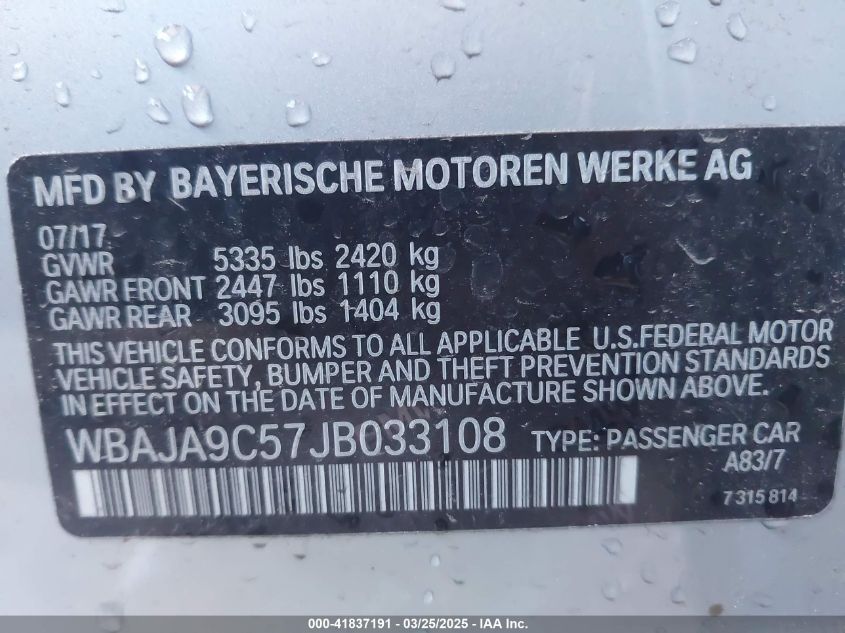 MFD BY BAYERISCHE MOTOREN WERKE AG
07/17
GVWR 5335 lbs 2420 kg
GAWR FRONT 2447 lbs 1110 kg
GAWR REAR 3095 lbs 1404 kg
THIS VEHICLE CONFORMS TO ALL APPLICABLE U.S.FEDERAL MOTOR
VEHICLE SAFETY, BUMPER AND THEFT PREVENTION STANDARDS
IN EFFECT ON THE DATE OF MANUFACTURE SHOWN ABOVE.
WBAJA9C57JB033108 TYPE: PASSENGER CAR
A83/7
7 315 814
000-41837191 - 03/25/2025 - IAA Inc.